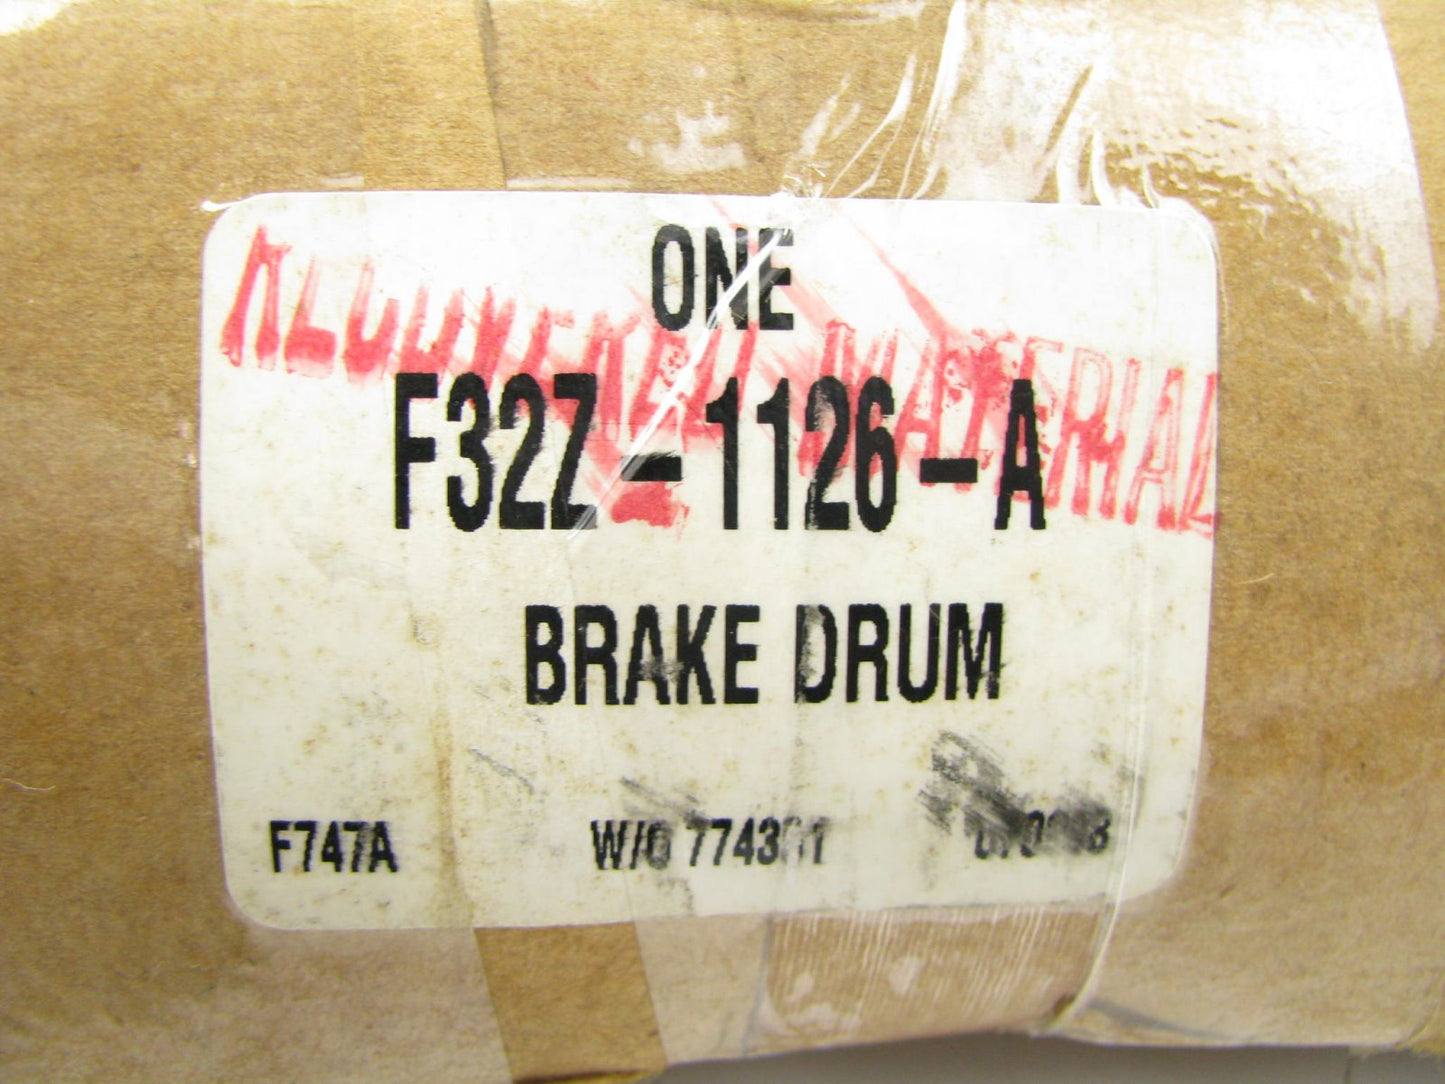 ONE
MATERIAL
F32Z-1126-A
BRAKE DRUM
F747A W/O